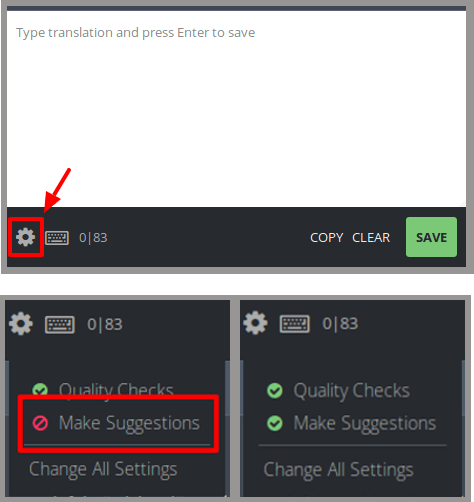 Type translation and press Enter to save
0|83 COPY CLEAR SAVE
0|83
Quality Checks
Make Suggestions
Change All Settings
0|83
Quality Checks
Make Suggestions
Change All Settings